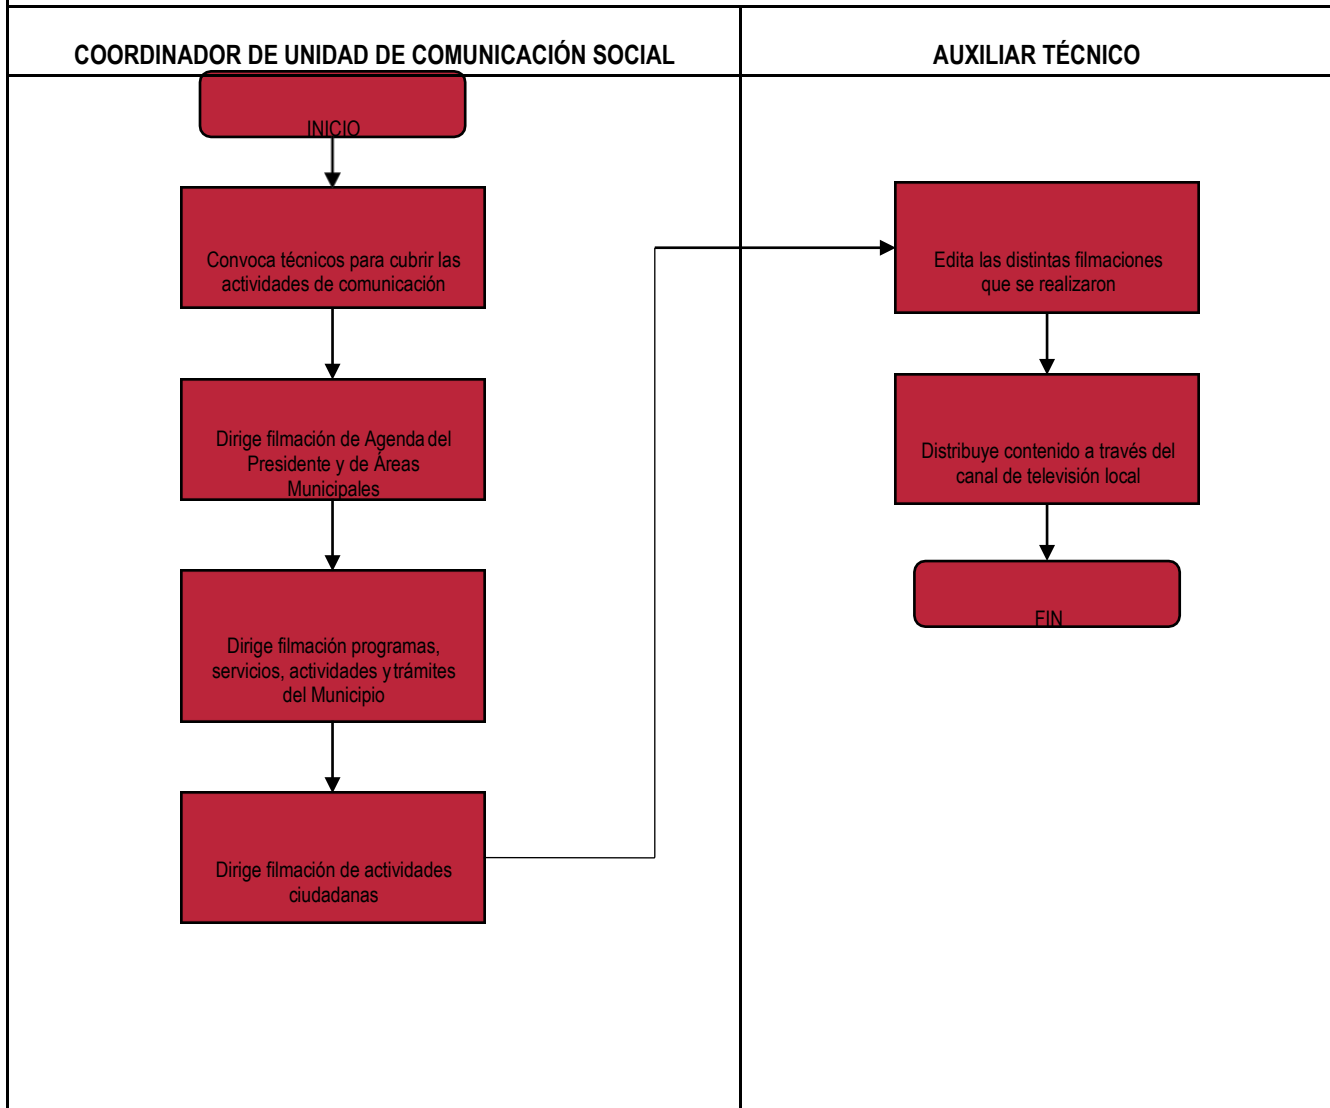 COORDINADOR DE UNIDAD DE COMUNICACIÓN SOCIAL
AUXILIAR TÉCNICO
INICIO
Convoca técnicos para cubrir las
actividades de comunicación
Dirige filmación de Agenda del
Presidente y de Áreas
Municipales
Dirige filmación programas,
servicios, actividades y trámites
del Municipio
Dirige filmación de actividades
ciudadanas
Edita las distintas filmaciones
que se realizaron
Distribuye contenido a través del
canal de televisión local
FIN